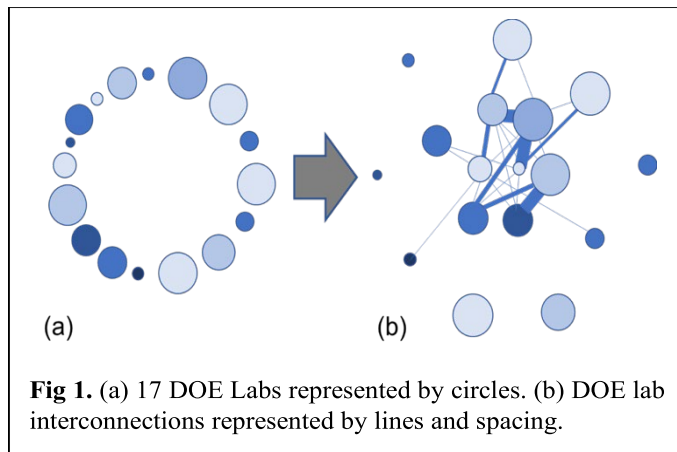 (a)
(b)
Fig 1. (a) 17 DOE Labs represented by circles. (b) DOE lab
interconnections represented by lines and spacing.